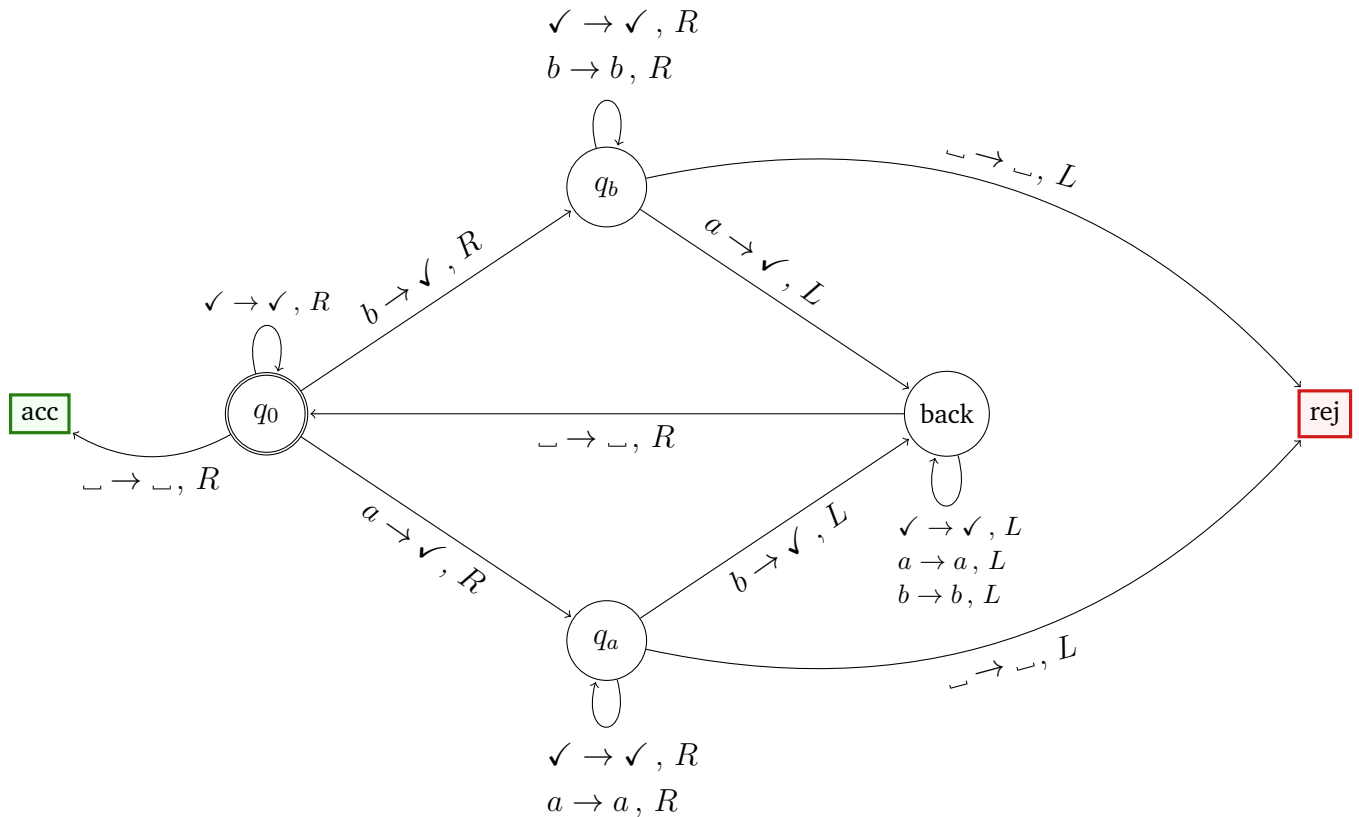 ✓ → ✓, R
b → b, R
q_b
␣ → ␣, L
a → ✓, L
b → ✓, R
✓ → ✓, R
acc
q_0
back
rej
␣ → ␣, R
␣ → ␣, R
a → ✓, R
b → ✓, L
✓ → ✓, L
a → a, L
b → b, L
q_a
␣ → ␣, L
✓ → ✓, R
a → a, R